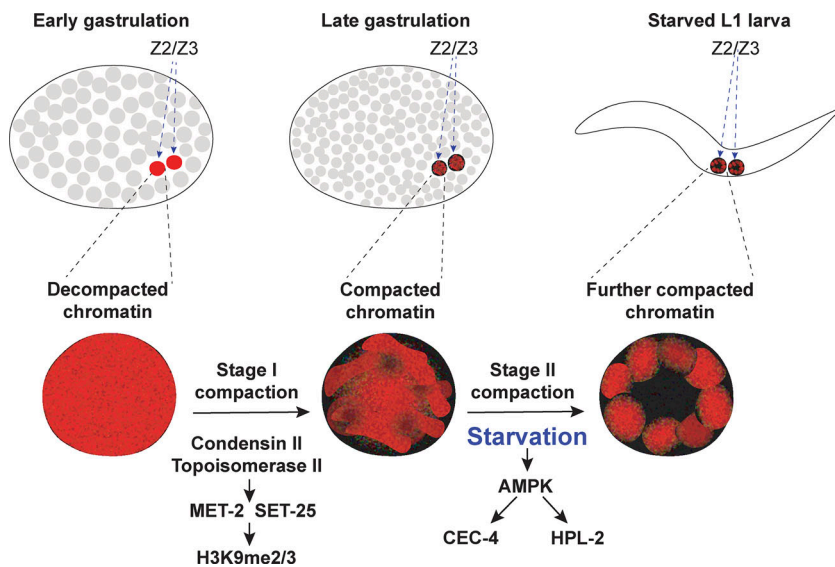 Early gastrulation
Z2/Z3
Late gastrulation
Z2/Z3
Starved L1 larva
Z2/Z3
Decompacted
chromatin
Compacted
chromatin
Further compacted
chromatin
Stage I
compaction
Condensin II
Topoisomerase II
MET-2 SET-25
H3K9me2/3
Stage II
compaction
Starvation
AMPK
CEC-4 HPL-2